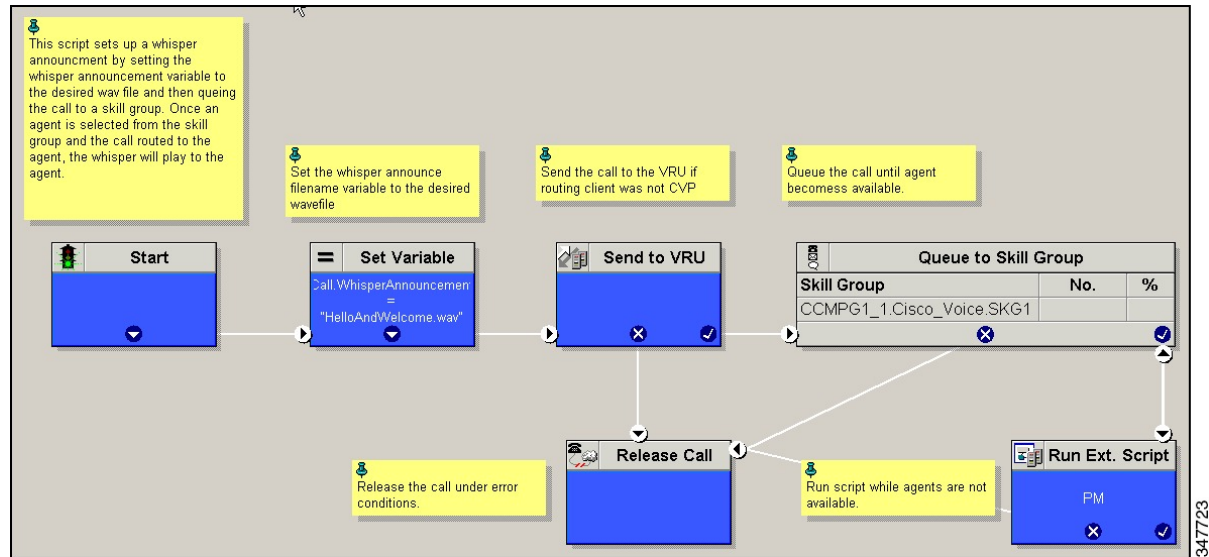 This script sets up a whisper
announcment by setting the
whisper announcement variable to
the desired wav file and then queing
the call to a skill group. Once an
agent is selected from the skill
group and the call routed to the
agent, the whisper will play to the
agent.
Set the whisper announce
filename variable to the desired
wavefile
Send the call to the VRU if
routing client was not CVP
Queue the call until agent
becomess available.
Start
= Set Variable
Call.WhisperAnnouncemen
=
"HelloAndWelcome.wav"
Send to VRU
Queue to Skill Group
Skill Group No. %
CCMPG1_1.Cisco_Voice.SKG1
Release Call
Release the call under error
conditions.
Run script while agents are not
available.
Run Ext. Script
PM
347723